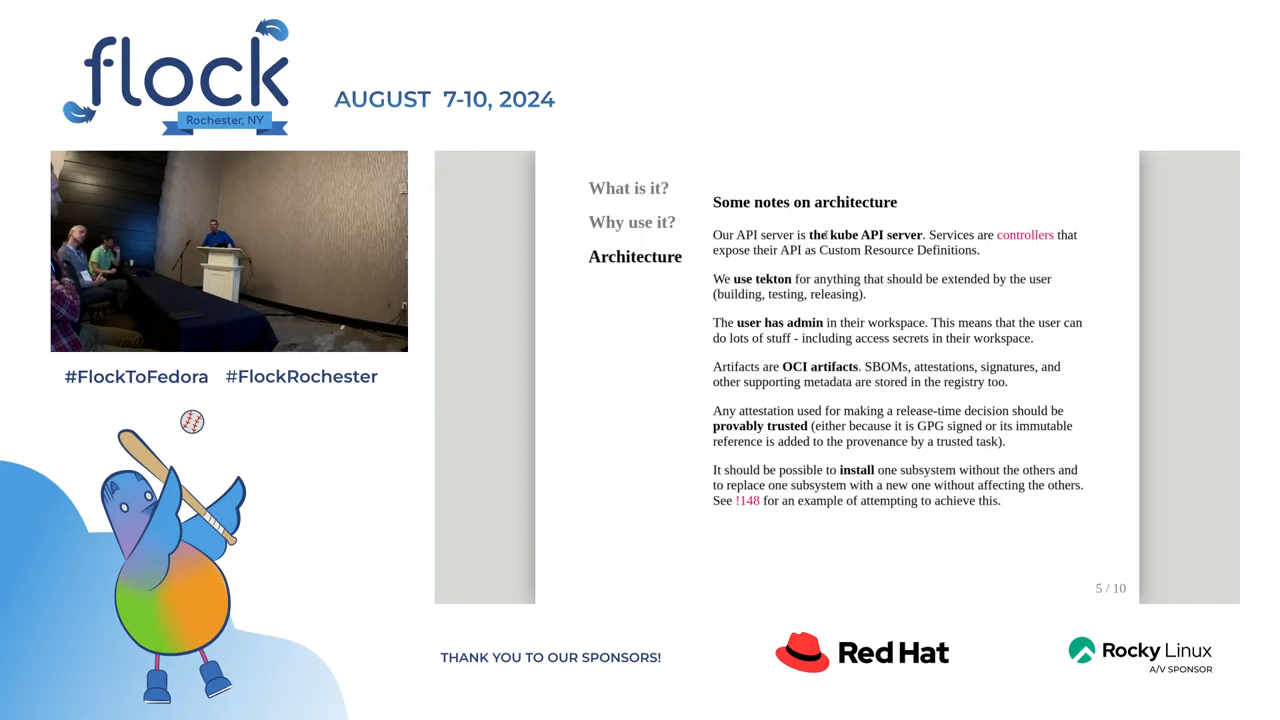 flock
Rochester, NY
AUGUST 7-10, 2024
#FlockToFedora #FlockRochester
What is it?
Why use it?
Architecture
Some notes on architecture
Our API server is the kube API server. Services are controllers that
expose their API as Custom Resource Definitions.
We use tekton for anything that should be extended by the user
(building, testing, releasing).
The user has admin in their workspace. This means that the user can
do lots of stuff - including access secrets in their workspace.
Artifacts are OCI artifacts. SBOMs, attestations, signatures, and
other supporting metadata are stored in the registry too.
Any attestation used for making a release-time decision should be
provably trusted (either because it is GPG signed or its immutable
reference is added to the provenance by a trusted task).
It should be possible to install one subsystem without the others and
to replace one subsystem with a new one without affecting the others.
See !148 for an example of attempting to achieve this.
5 / 10
THANK YOU TO OUR SPONSORS!
Red Hat
Rocky Linux
A/V SPONSOR